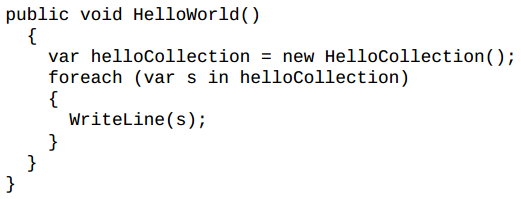 public void HelloWorld()
  {
    var helloCollection = new HelloCollection();
    foreach (var s in helloCollection)
    {
      WriteLine(s);
    }
  }
}